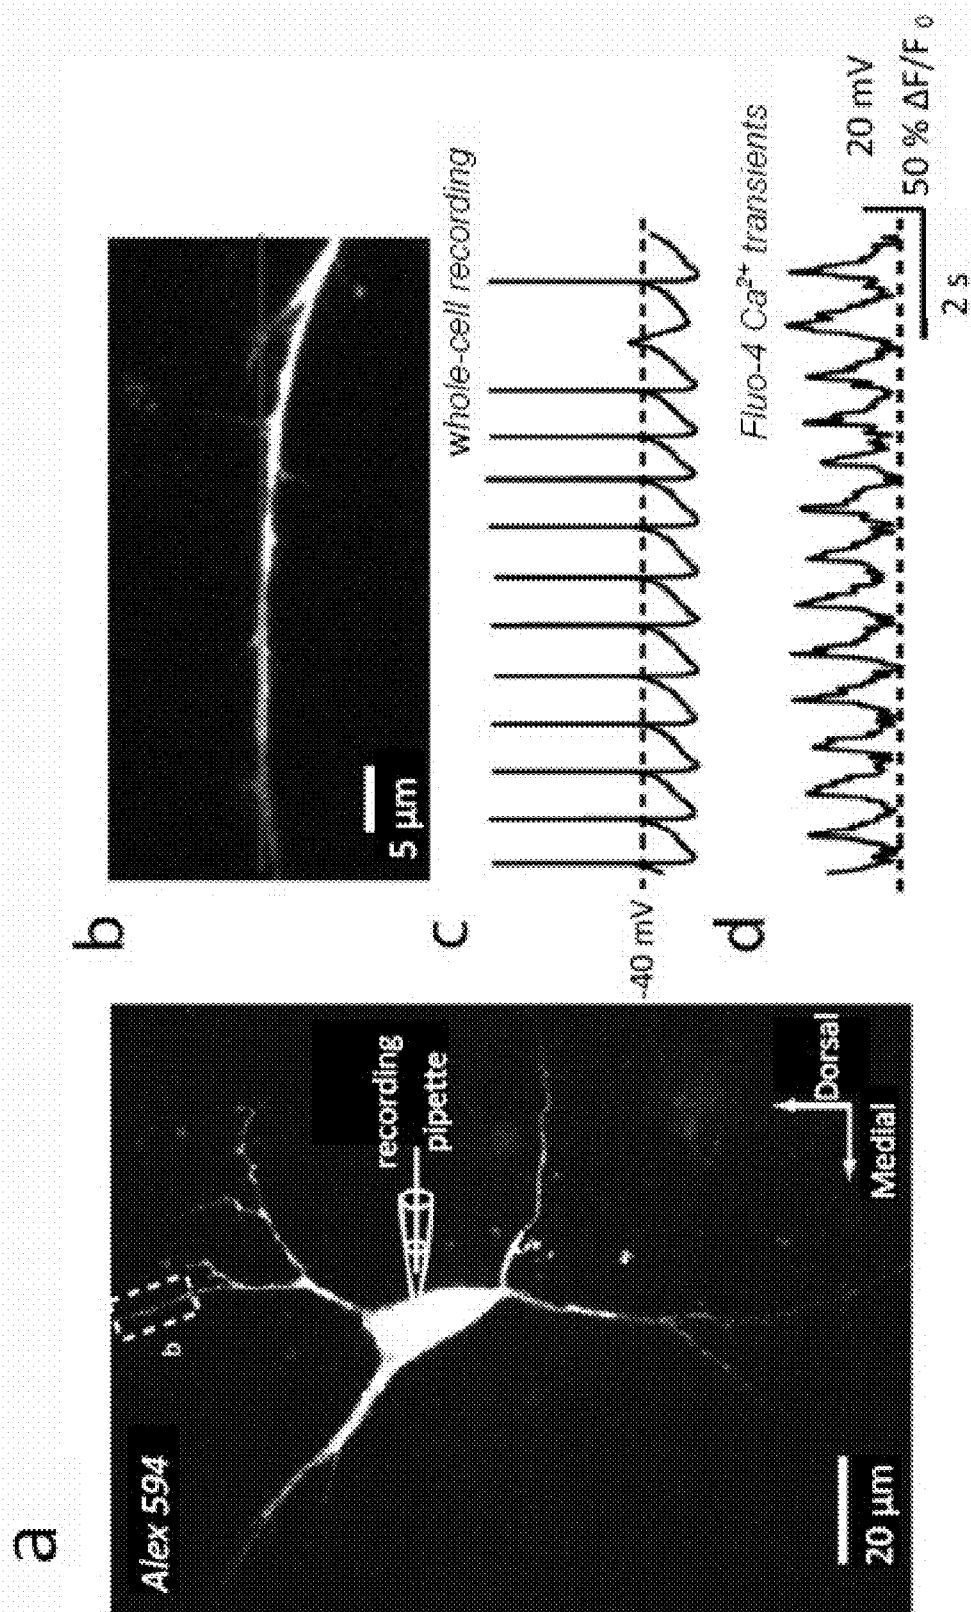 a
Alex 594
b
recording
pipette
Dorsal
Medial
20 μm
b
5 μm
c
whole-cell recording
-40 mV
d
Fluo-4 Ca²⁺ transients
20 mV
50 % ΔF/F₀
2 s